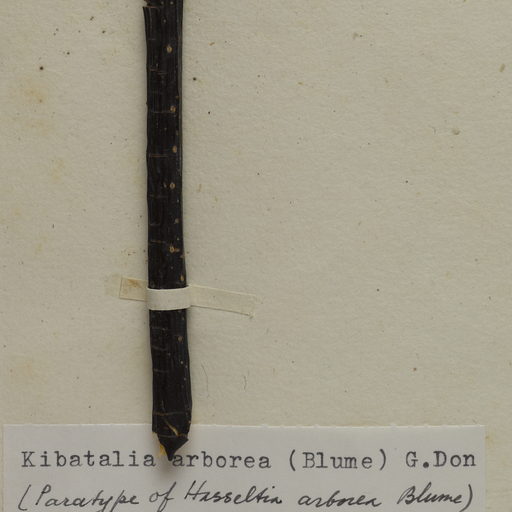 Kibatalia arborea (Blume) G.Don
(Paratype of Hasseltia arborea Blume)